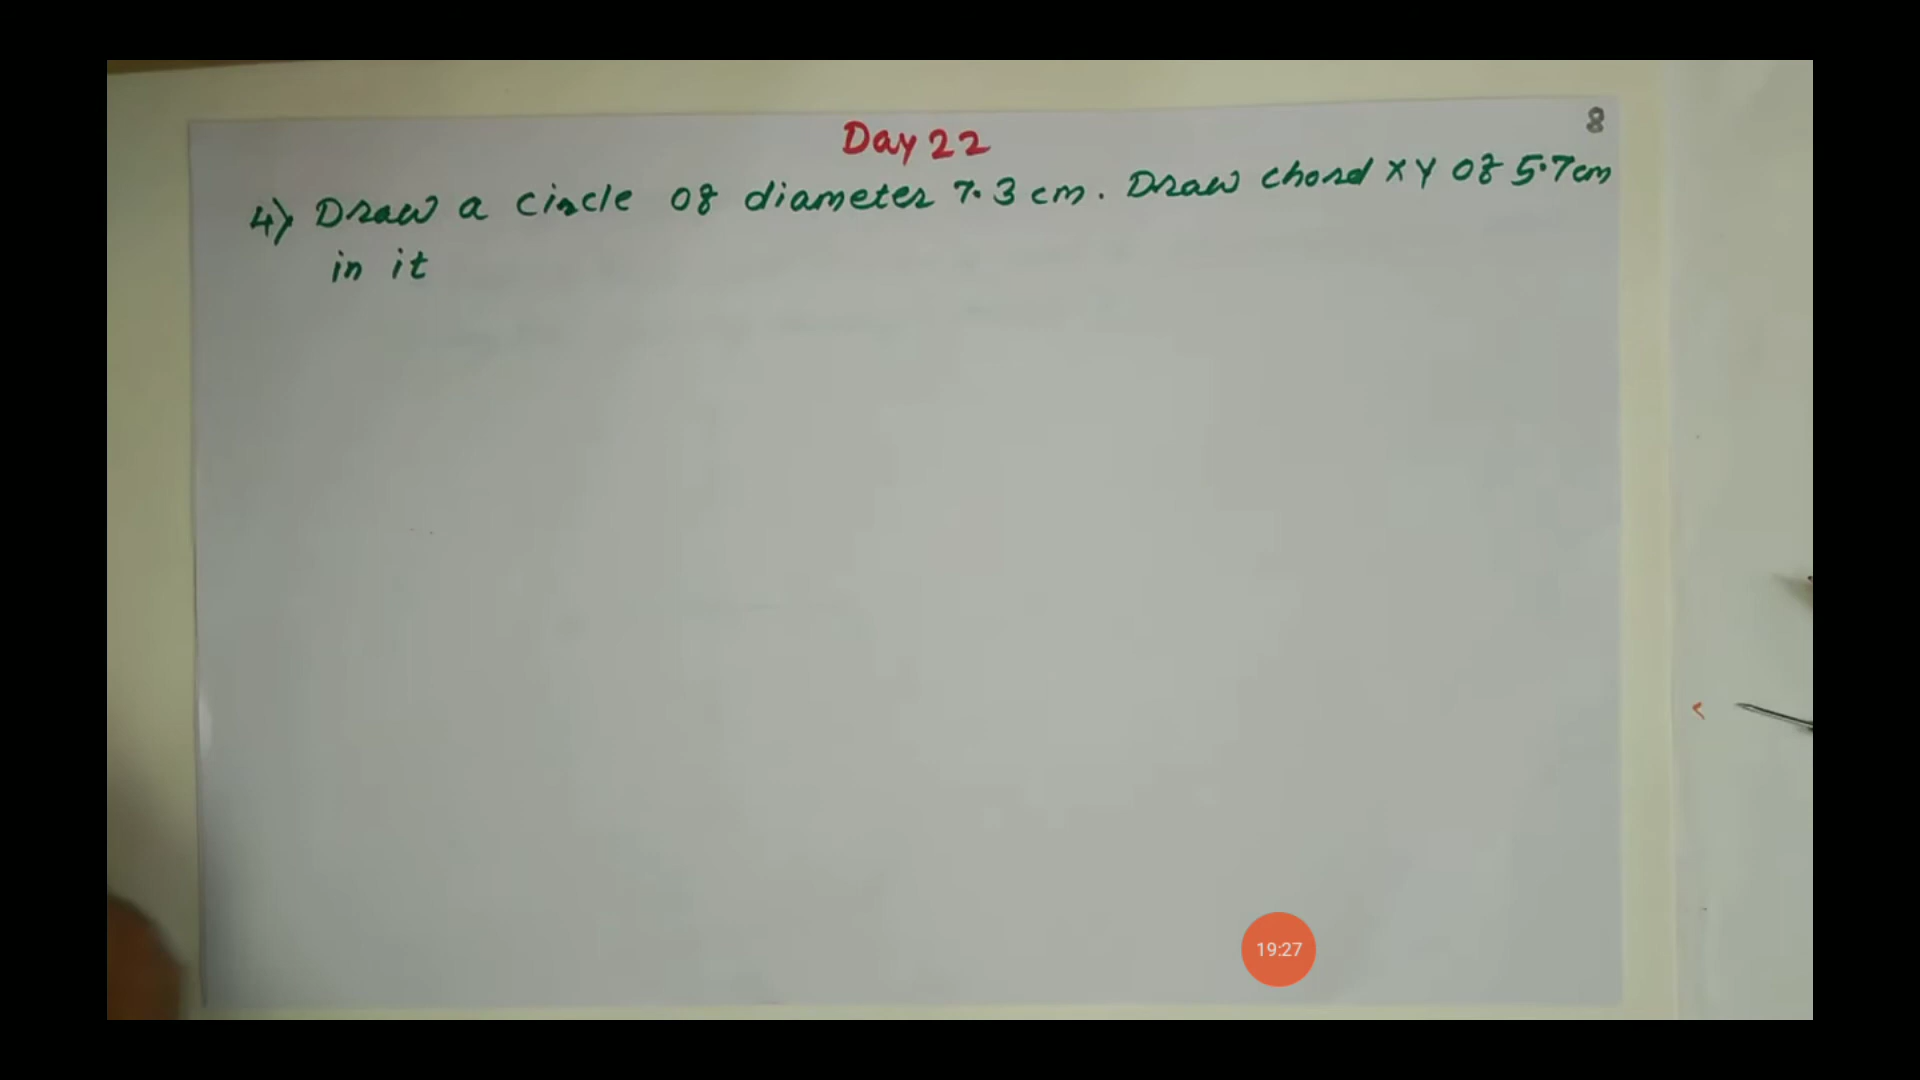 8
Day 22
4) Draw a circle of diameter 7.3 cm. Draw chord XY of 5.7cm
in it
19:27